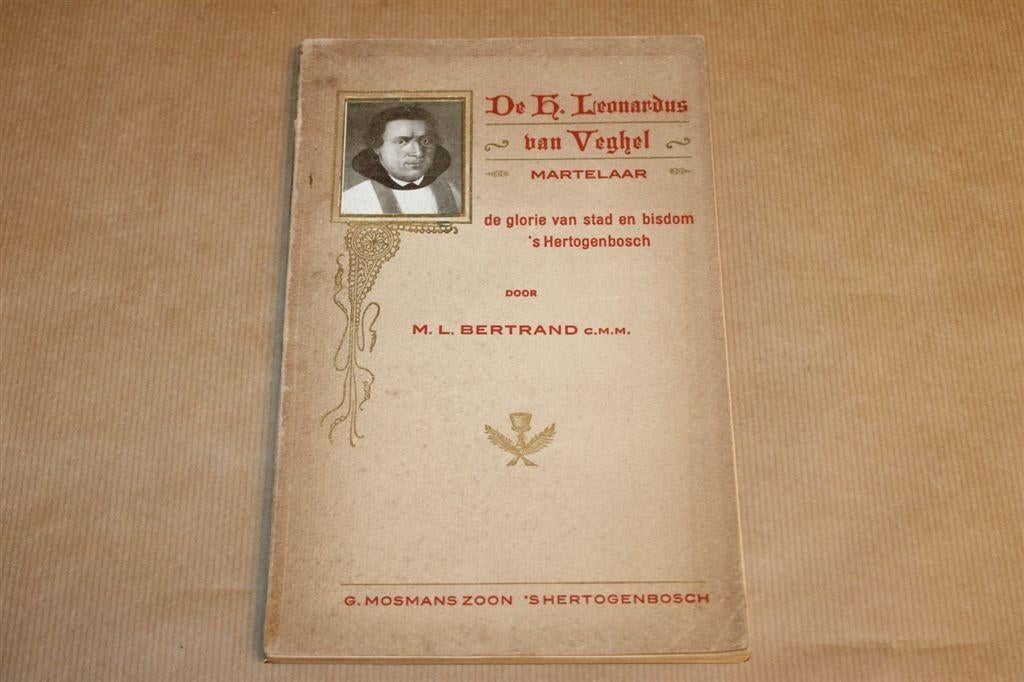 De H. Leonardus
van Veghel
MARTELAAR
de glorie van stad en bisdom
's Hertogenbosch
DOOR
M. L. BERTRAND C.M.M.
G. MOSMANS ZOON 'SHERTOGENBOSCH